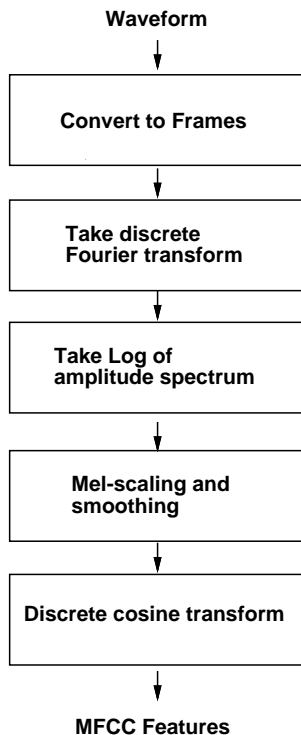 Waveform
Convert to Frames
Take discrete
Fourier transform
Take Log of
amplitude spectrum
Mel-scaling and
smoothing
Discrete cosine transform
MFCC Features